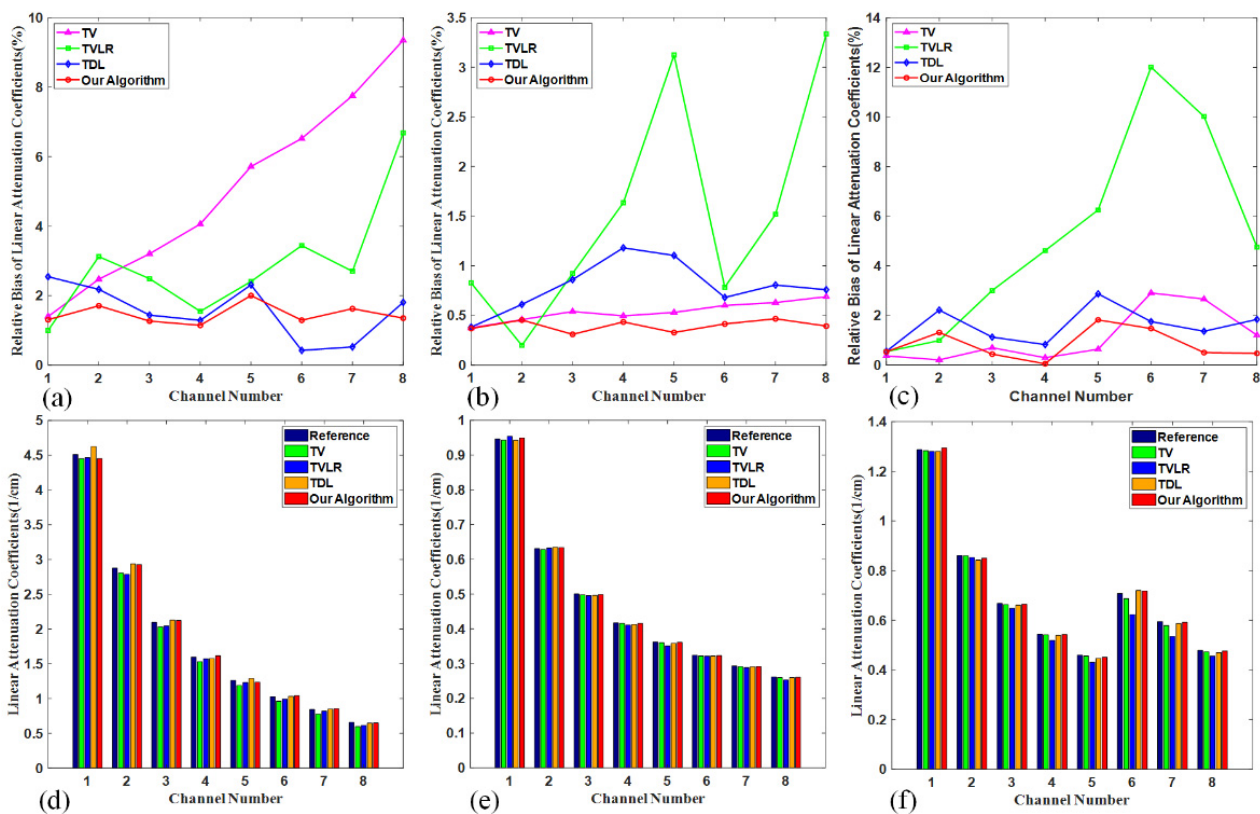 Relative Bias of Linear Attenuation Coefficients(%)
10
8
6
4
2
0
TV
TVLR
TDL
Our Algorithm
1 2 3 4 5 6 7 8
(a)
Channel Number
Relative Bias of Linear Attenuation Coefficients(%)
3.5
3
2.5
2
1.5
1
0.5
0
TV
TVLR
TDL
Our Algorithm
1 2 3 4 5 6 7 8
(b)
Channel Number
Relative Bias of Linear Attenuation Coefficients(%)
14
12
10
8
6
4
2
0
TV
TVLR
TDL
Our Algorithm
1 2 3 4 5 6 7 8
(c)
Channel Number
Linear Attenuation Coefficients(1/cm)
5
4.5
4
3.5
3
2.5
2
1.5
1
0.5
0
Reference
TV
TVLR
TDL
Our Algorithm
1 2 3 4 5 6 7 8
(d)
Channel Number
Linear Attenuation Coefficients(1/cm)
1
0.9
0.8
0.7
0.6
0.5
0.4
0.3
0.2
0.1
0
Reference
TV
TVLR
TDL
Our Algorithm
1 2 3 4 5 6 7 8
(e)
Channel Number
Linear Attenuation Coefficients(1/cm)
1.4
1.2
1
0.8
0.6
0.4
0.2
0
Reference
TV
TVLR
TDL
Our Algorithm
1 2 3 4 5 6 7 8
(f)
Channel Number